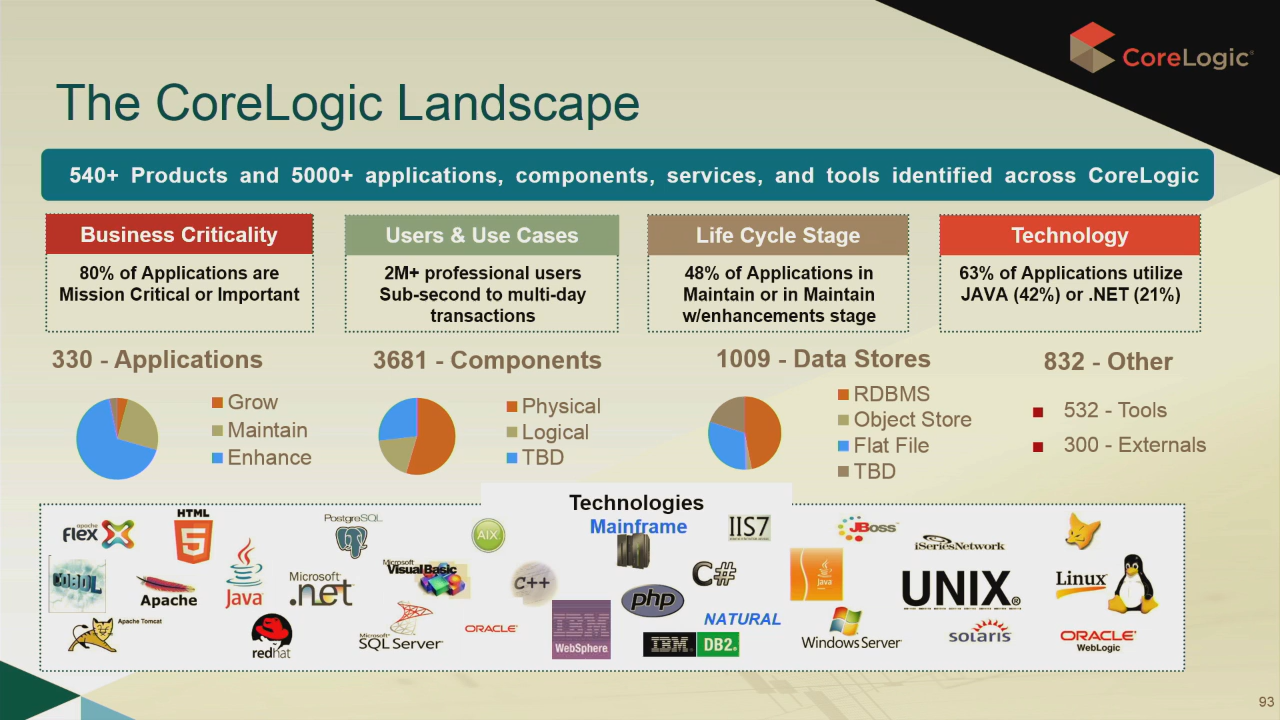 CoreLogic®
The CoreLogic Landscape
540+ Products and 5000+ applications, components, services, and tools identified across CoreLogic
Business Criticality
80% of Applications are
Mission Critical or Important
Users & Use Cases
2M+ professional users
Sub-second to multi-day
transactions
Life Cycle Stage
48% of Applications in
Maintain or in Maintain
w/enhancements stage
Technology
63% of Applications utilize
JAVA (42%) or .NET (21%)
330 - Applications
Grow
Maintain
Enhance
3681 - Components
Physical
Logical
TBD
1009 - Data Stores
RDBMS
Object Store
Flat File
TBD
832 - Other
532 - Tools
300 - Externals
Technologies
Mainframe
apache
flex
HTML
5
PostgreSQL
AIX
IIS7
JBoss
iSeriesNetwork
COBOL
Apache
Java
Microsoft
.net
Microsoft
Visual Basic
C++
php
C#
java
UNIX®
Linux
Apache Tomcat
redhat
Microsoft
SQL Server
ORACLE
IBM
WebSphere
NATURAL
IBM DB2.
Windows Server
solaris
ORACLE
WebLogic
93